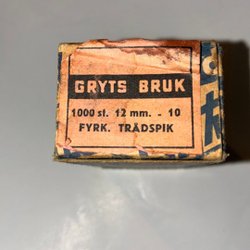 GRYTS BRUK
1000 st. 12 mm. - 10
FYRK. TRÅDSPIK